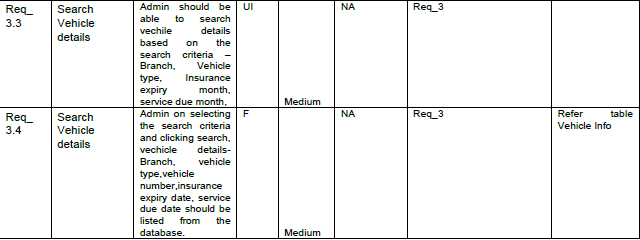 Req_
3.3
Search
Vehicle
details
Admin should be
able to search
vechile details
based on the
search criteria –
Branch, Vehicle
type, Insurance
expiry month,
service due month,
UI
Medium
NA
Req_3
Req_
3.4
Search
Vehicle
details
Admin on selecting
the search criteria
and clicking search,
vechicle details-
Branch, vehicle
type,vehicle
number,insurance
expiry date, service
due date should be
listed from the
database.
F
Medium
NA
Req_3
Refer table
Vehicle Info